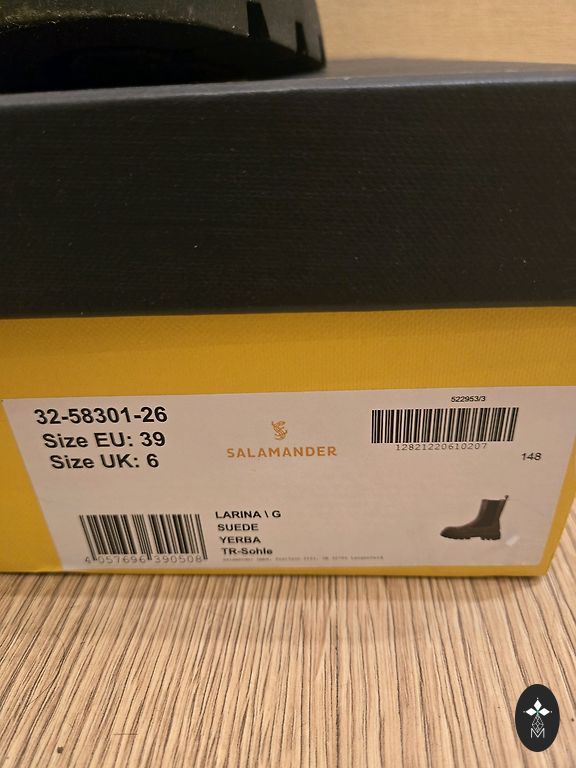 522953/3
32-58301-26
Size EU: 39
Size UK: 6
SALAMANDER
12821220610207
148
LARINA \ G
SUEDE
YERBA
TR-Sohle
4 057696 390508
M